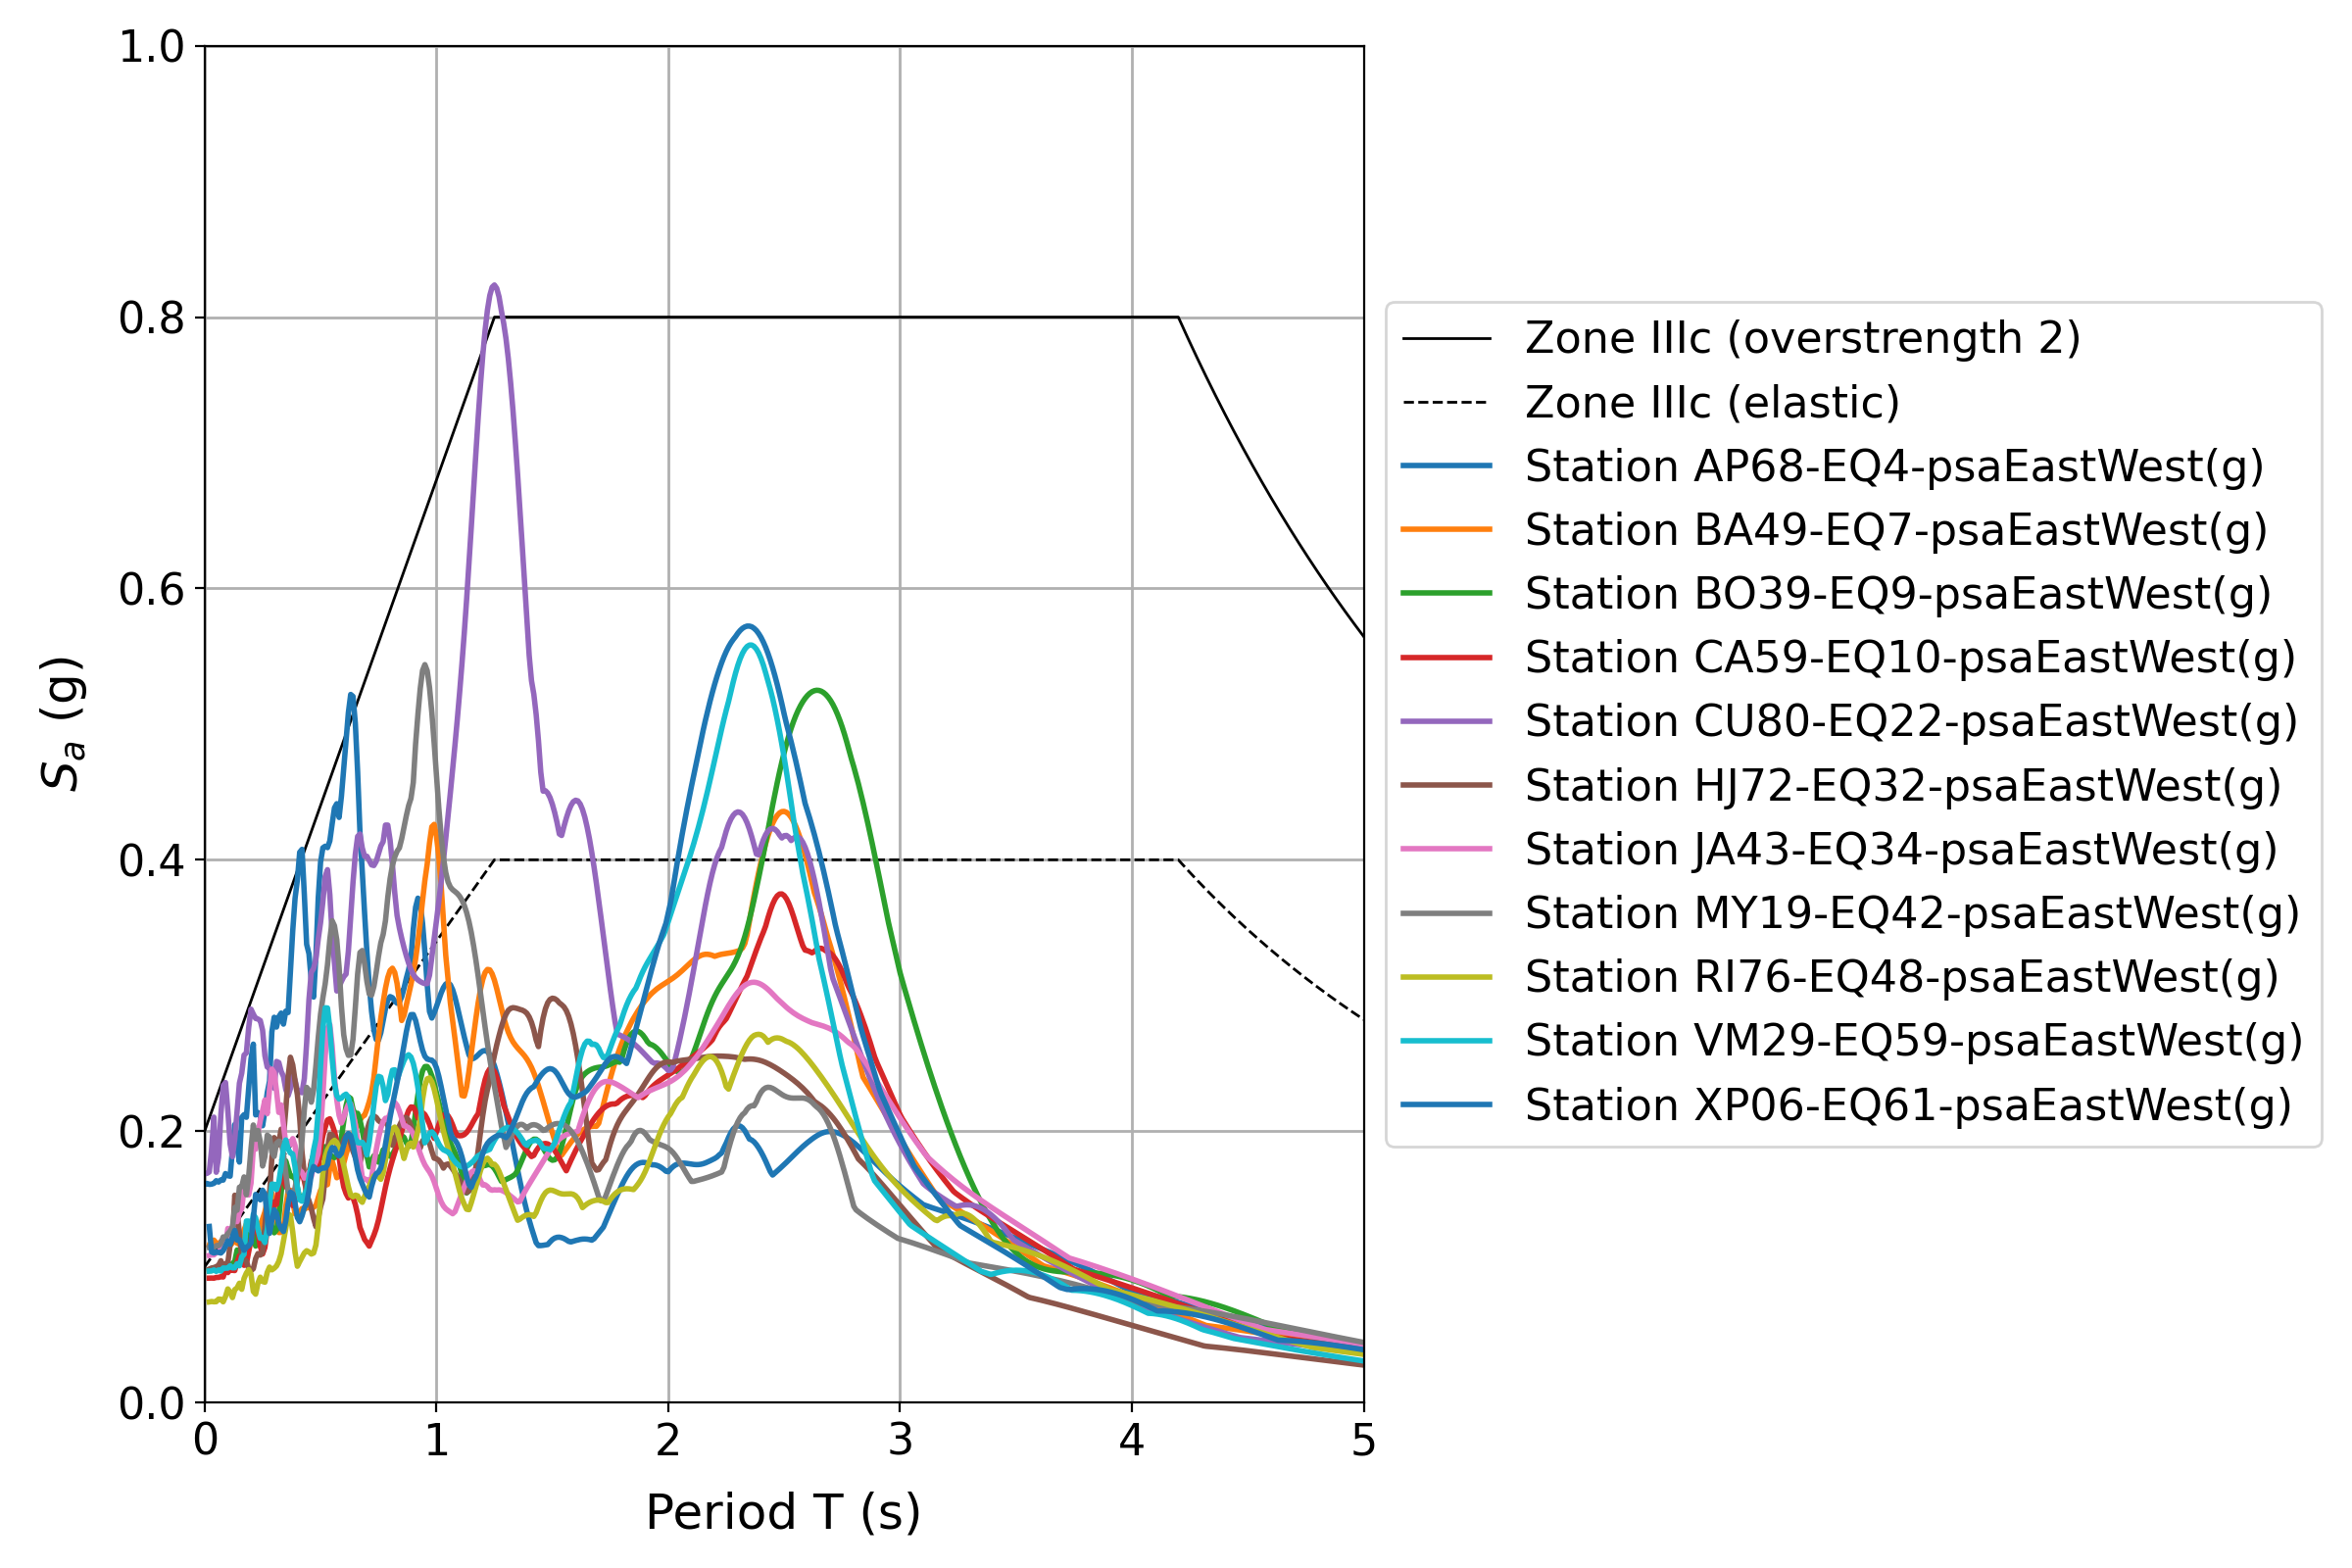 1.0
0.8
0.6
0.4
0.2
0.0
0 1 2 3 4 5
Sa (g)
Period T (s)
Zone IIIc (overstrength 2)
Zone IIIc (elastic)
Station AP68-EQ4-psaEastWest(g)
Station BA49-EQ7-psaEastWest(g)
Station BO39-EQ9-psaEastWest(g)
Station CA59-EQ10-psaEastWest(g)
Station CU80-EQ22-psaEastWest(g)
Station HJ72-EQ32-psaEastWest(g)
Station JA43-EQ34-psaEastWest(g)
Station MY19-EQ42-psaEastWest(g)
Station RI76-EQ48-psaEastWest(g)
Station VM29-EQ59-psaEastWest(g)
Station XP06-EQ61-psaEastWest(g)